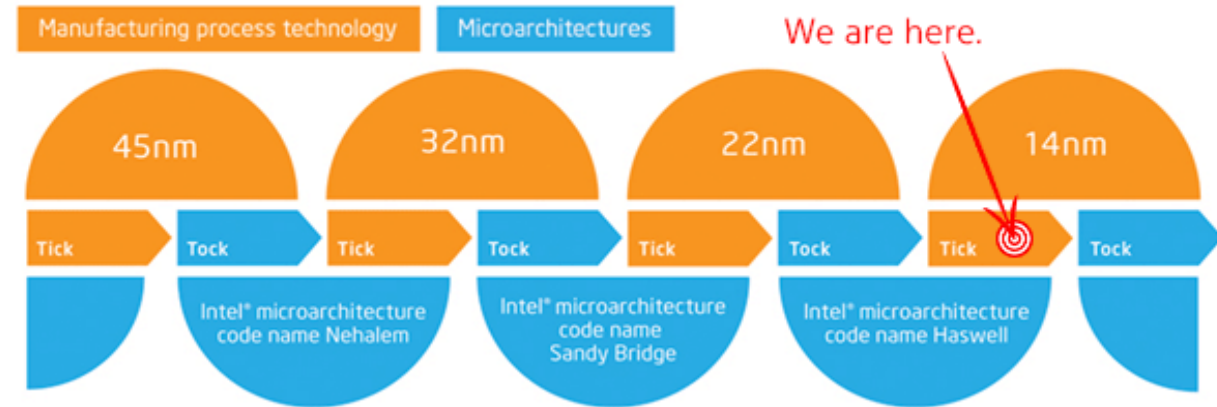 Manufacturing process technology
Microarchitectures
We are here.
45nm
32nm
22nm
14nm
Tick
Tock
Tick
Tock
Tick
Tock
Tick
Tock
Intel® microarchitecture
code name Nehalem
Intel® microarchitecture
code name
Sandy Bridge
Intel® microarchitecture
code name Haswell